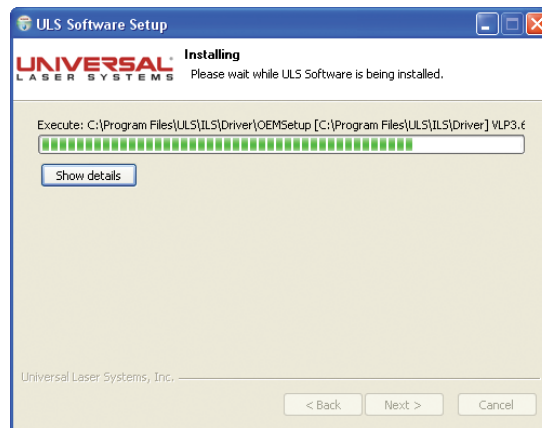 ULS Software Setup
UNIVERSAL
LASER SYSTEMS
Installing
Please wait while ULS Software is being installed.
Execute: C:\Program Files\ULS\ILS\Driver\OEMSetup [C:\Program Files\ULS\ILS\Driver] VLP3.6
Show details
Universal Laser Systems, Inc.
< Back
Next >
Cancel